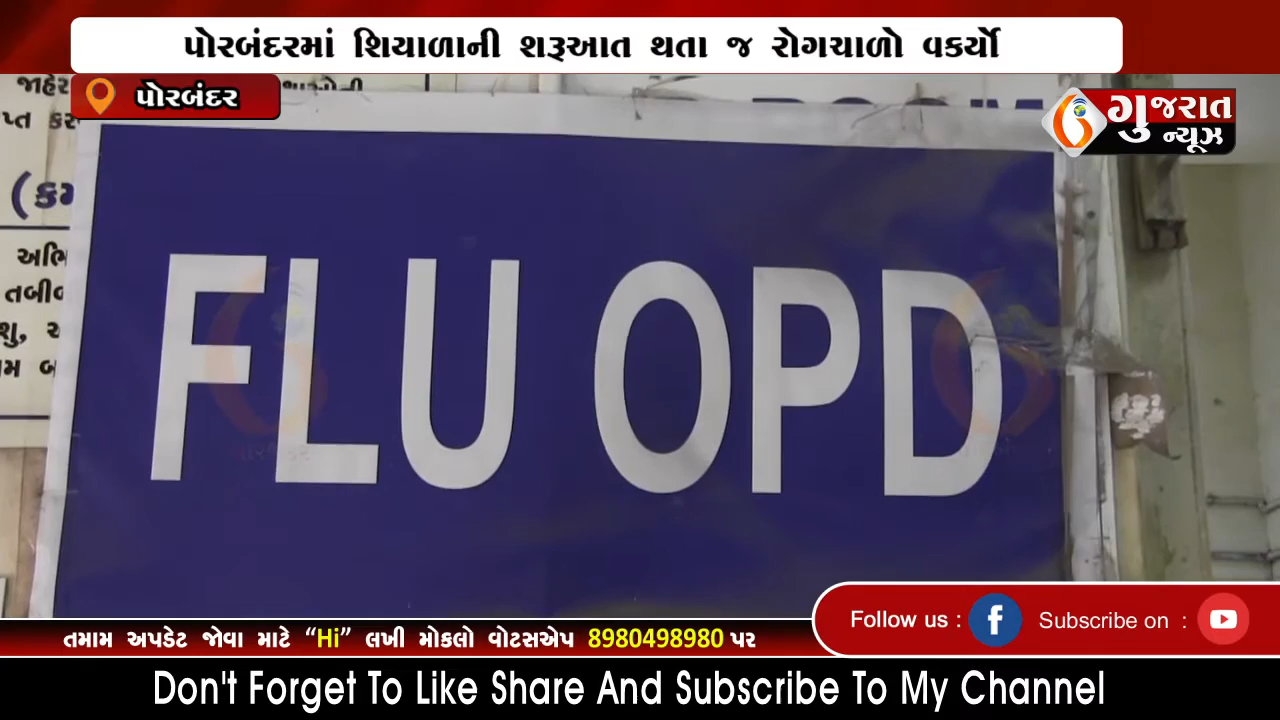 પોરબંદરમાં શિયાળાની શરૂઆત થતા જ રોગચાળો વકર્યો
પોરબંદર
ગુજરાત
ન્યૂઝ
FLU OPD
Follow us :
Subscribe on :
તમામ અપડેટ જોવા માટે “Hi” લખી મોકલો વોટસએપ 8980498980 પર
Don't Forget To Like Share And Subscribe To My Channel